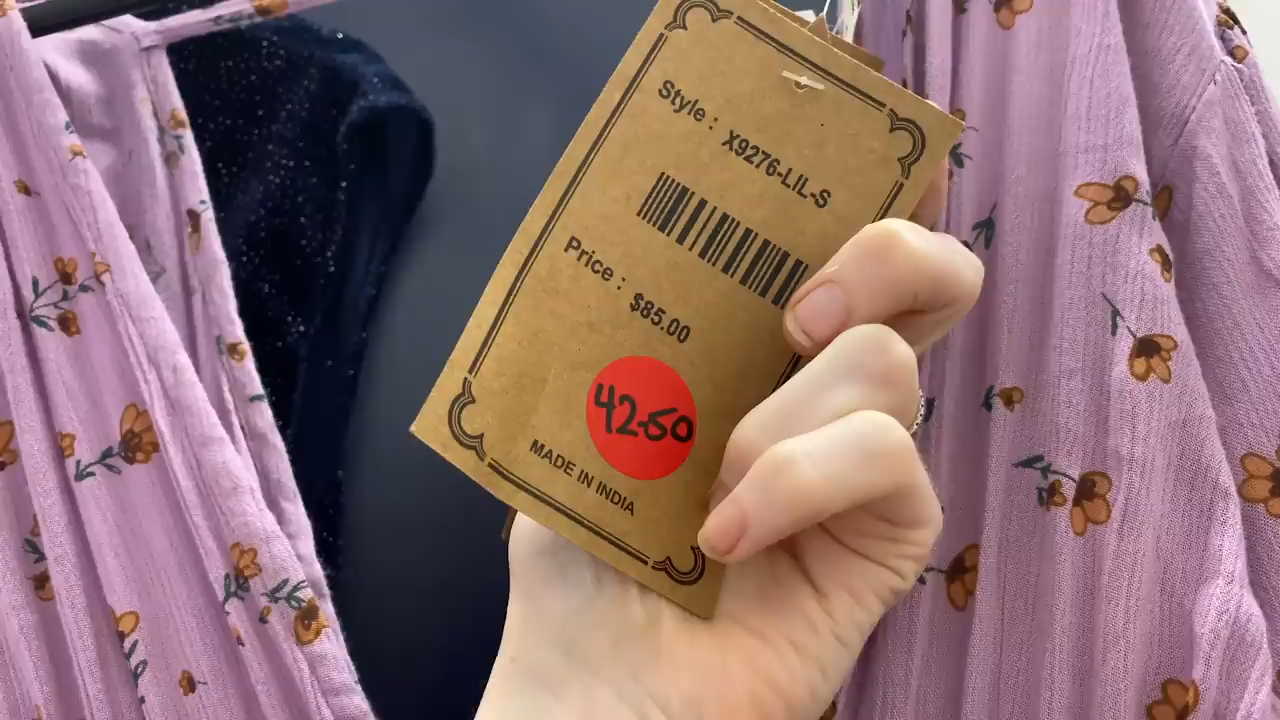 Style : X9276-LIL-S
Price : $85.00
42.50
MADE IN INDIA